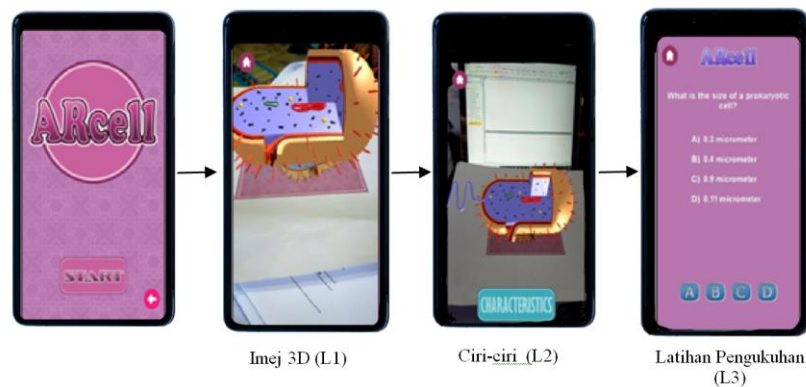 ARcell
START
CHARACTERISTICS
ARcell
What is the size of a prokaryotic
cell?
A) 0.3 micrometer
B) 0.4 micrometer
C) 0.9 micrometer
D) 0.11 micrometer
A B C D
Imej 3D (L1)
Ciri-ciri (L2)
Latihan Pengukuhan
(L3)